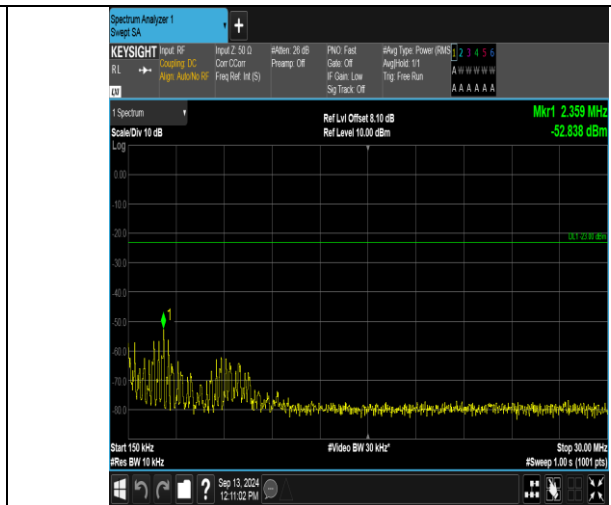 Spectrum Analyzer 1
Swept SA
+
KEYSIGHT Input: RF Input Z: 50 Ω #Atten: 26 dB PNO: Fast #Avg Type: Power (RMS 1 2 3 4 5 6
RL Coupling: DC Corr CCorr Preamp: Off Gate: Off Avg|Hold: 1/1 A W W W W W
Align: Auto/No RF Freq Ref: Int (S) IF Gain: Low Trig: Free Run
LXI Sig Track: Off A A A A A A
1 Spectrum Ref Lvl Offset 8.10 dB Mkr1 2.359 MHz
Scale/Div 10 dB Ref Level 10.00 dBm -52.838 dBm
Log
0.00
-10.0
-20.0
DL1 -23.00 dBm
-30.0
-40.0
-50.0
1
-60.0
-70.0
-80.0
Start 150 kHz #Video BW 30 kHz* Stop 30.00 MHz
#Res BW 10 kHz #Sweep 1.00 s (1001 pts)
? Sep 13, 2024
12:11:02 PM